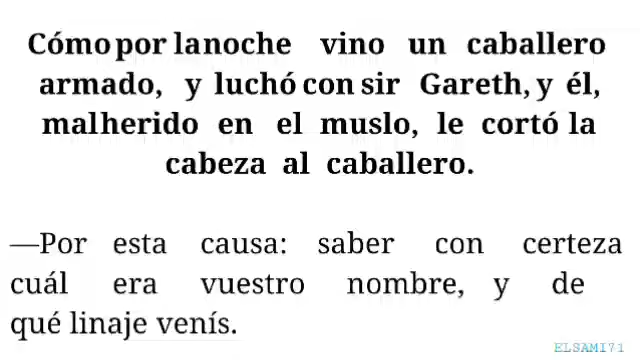 Cómo por la noche vino un caballero
armado, y luchó con sir Gareth, y él,
malherido en el muslo, le cortó la
cabeza al caballero.
—Por esta causa: saber con certeza
cuál era vuestro nombre, y de
qué linaje venís.
ELSAMI71